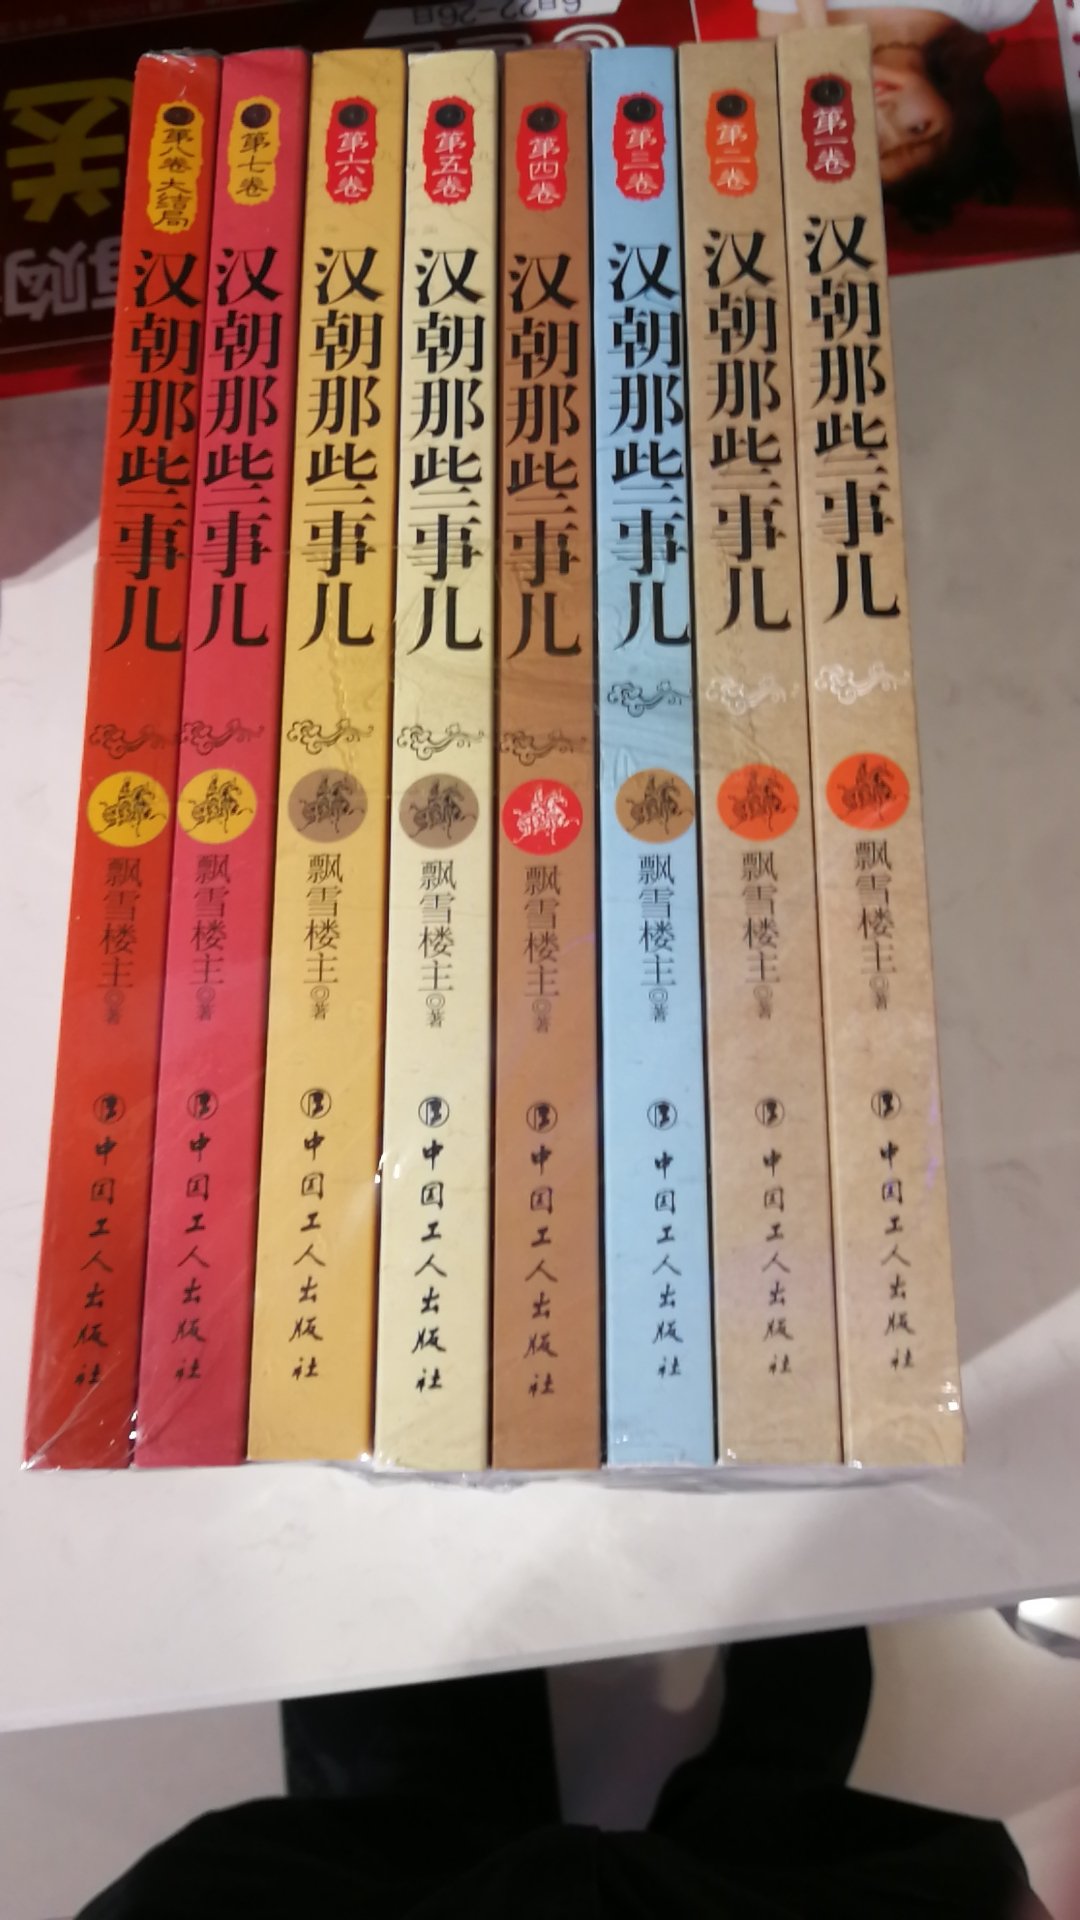 第八卷 大结局
汉朝那些事儿
飘雪楼主◎著
中国工人出版社
第七卷
汉朝那些事儿
飘雪楼主◎著
中国工人出版社
第六卷
汉朝那些事儿
飘雪楼主◎著
中国工人出版社
第五卷
汉朝那些事儿
飘雪楼主◎著
中国工人出版社
第四卷
汉朝那些事儿
飘雪楼主◎著
中国工人出版社
第三卷
汉朝那些事儿
飘雪楼主◎著
中国工人出版社
第二卷
汉朝那些事儿
飘雪楼主◎著
中国工人出版社
第一卷
汉朝那些事儿
飘雪楼主◎著
中国工人出版社
6月22-26日
购